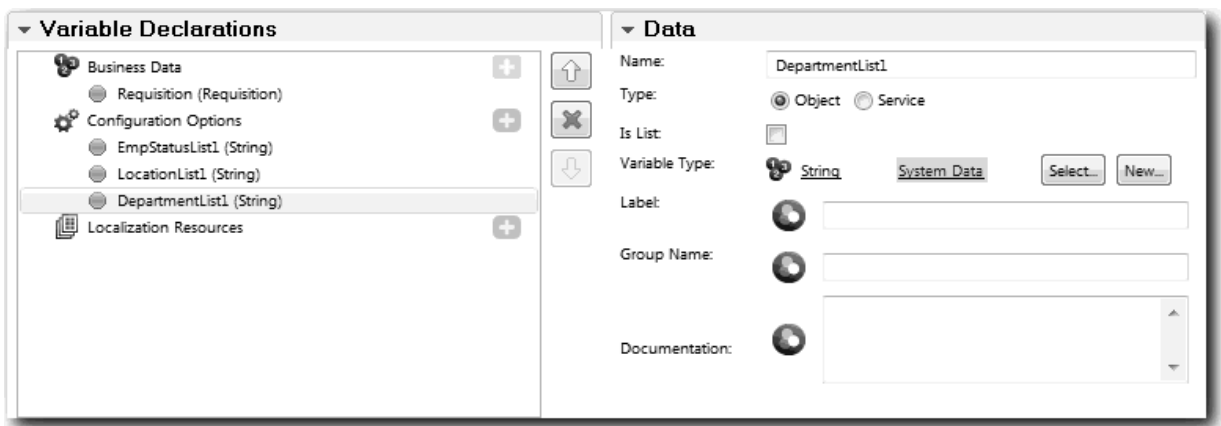 Variable Declarations
Business Data
Requisition (Requisition)
Configuration Options
EmpStatusList1 (String)
LocationList1 (String)
DepartmentList1 (String)
Localization Resources
Data
Name: DepartmentList1
Type: Object Service
Is List:
Variable Type: String System Data Select... New...
Label:
Group Name:
Documentation: